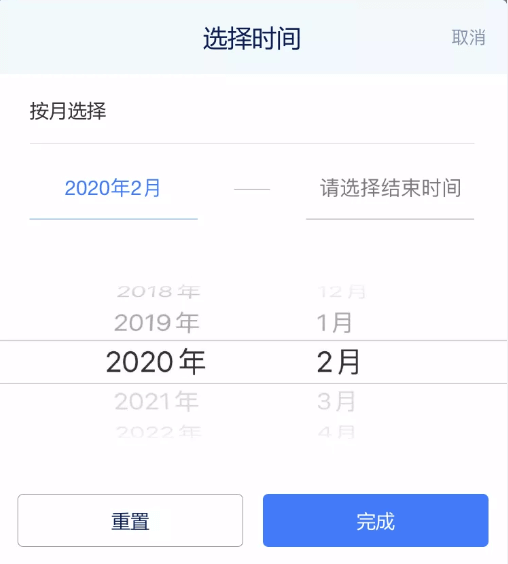 选择时间 取消
按月选择
2020年2月 — 请选择结束时间
2018年 12月
2019年 1月
2020年 2月
2021年 3月
2022年 4月
重置 完成